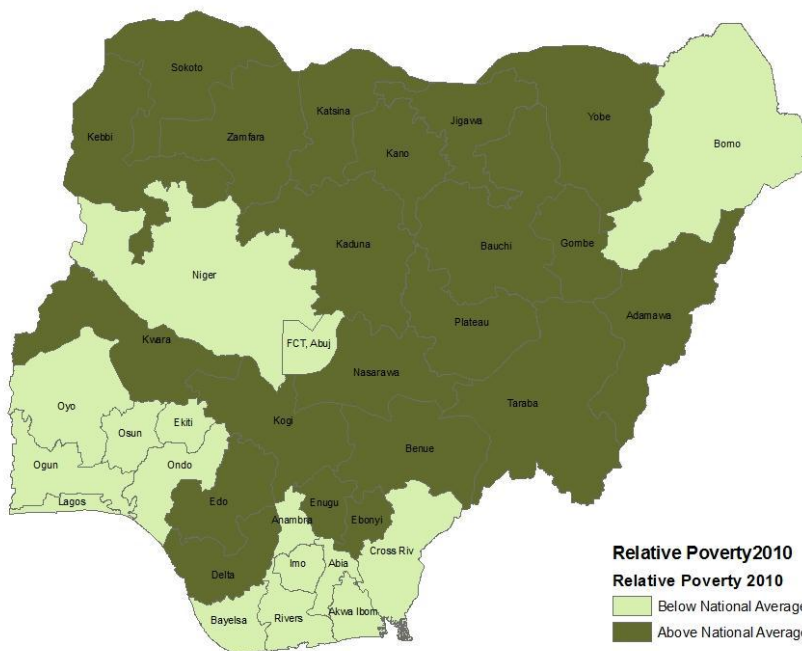 Sokoto
Katsina
Jigawa
Yobe
Borno
Kebbi
Zamfara
Kano
Kaduna
Bauchi
Gombe
Niger
Adamawa
Plateau
FCT, Abuj
Kwara
Nasarawa
Taraba
Oyo
Osun
Ekiti
Kogi
Benue
Ogun
Ondo
Lagos
Edo
Enugu
Ebonyi
Anambra
Cross Riv
Imo
Abia
Delta
Bayelsa
Rivers
Akwa Ibom
Relative Poverty2010
Relative Poverty 2010
Below National Average
Above National Average